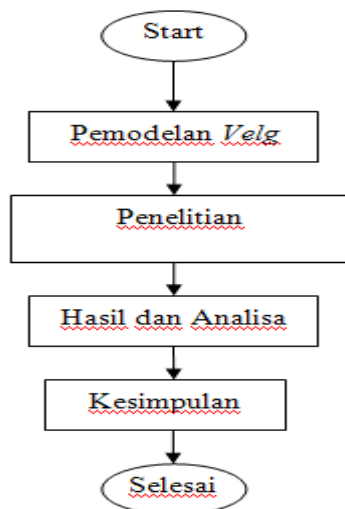 Start
Pemodelan Velg
Penelitian
Hasil dan Analisa
Kesimpulan
Selesai